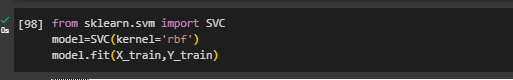 [98] from sklearn.svm import SVC
0s model=SVC(kernel='rbf')
model.fit(X_train,Y_train)